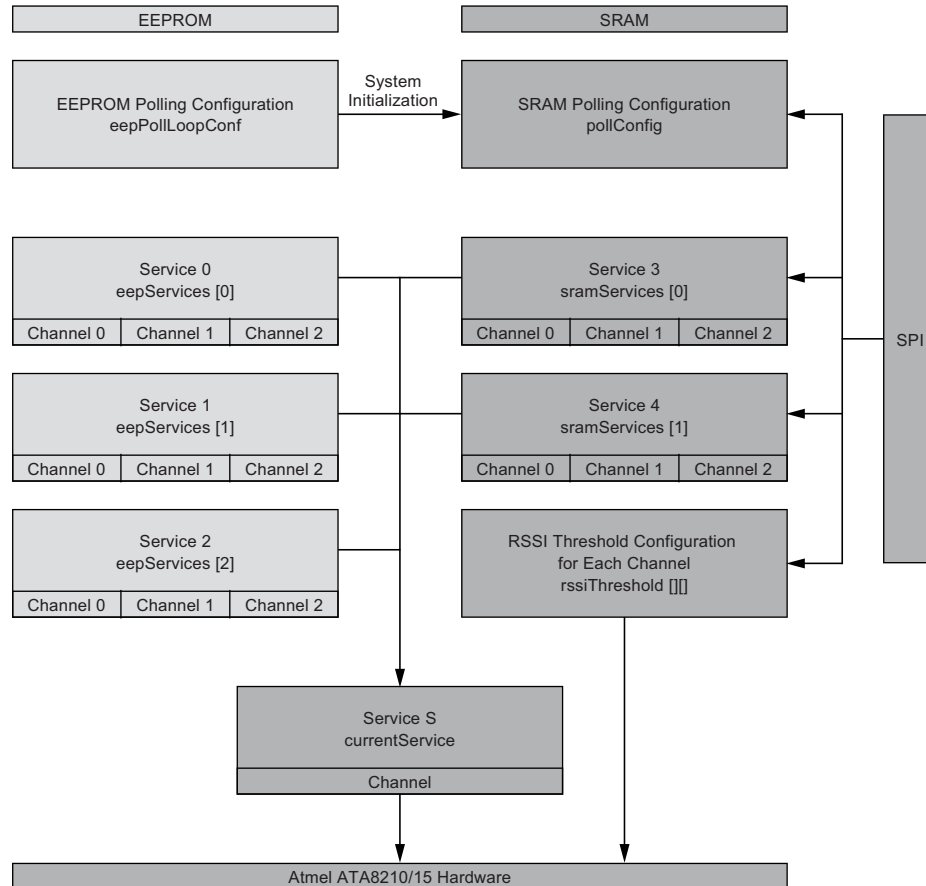 EEPROM
SRAM
EEPROM Polling Configuration
eepPollLoopConf
System
Initialization
SRAM Polling Configuration
pollConfig
SPI
Service 0
eepServices [0]
Channel 0 Channel 1 Channel 2
Service 3
sramServices [0]
Channel 0 Channel 1 Channel 2
Service 1
eepServices [1]
Channel 0 Channel 1 Channel 2
Service 4
sramServices [1]
Channel 0 Channel 1 Channel 2
Service 2
eepServices [2]
Channel 0 Channel 1 Channel 2
RSSI Threshold Configuration
for Each Channel
rssiThreshold [][]
Service S
currentService
Channel
Atmel ATA8210/15 Hardware